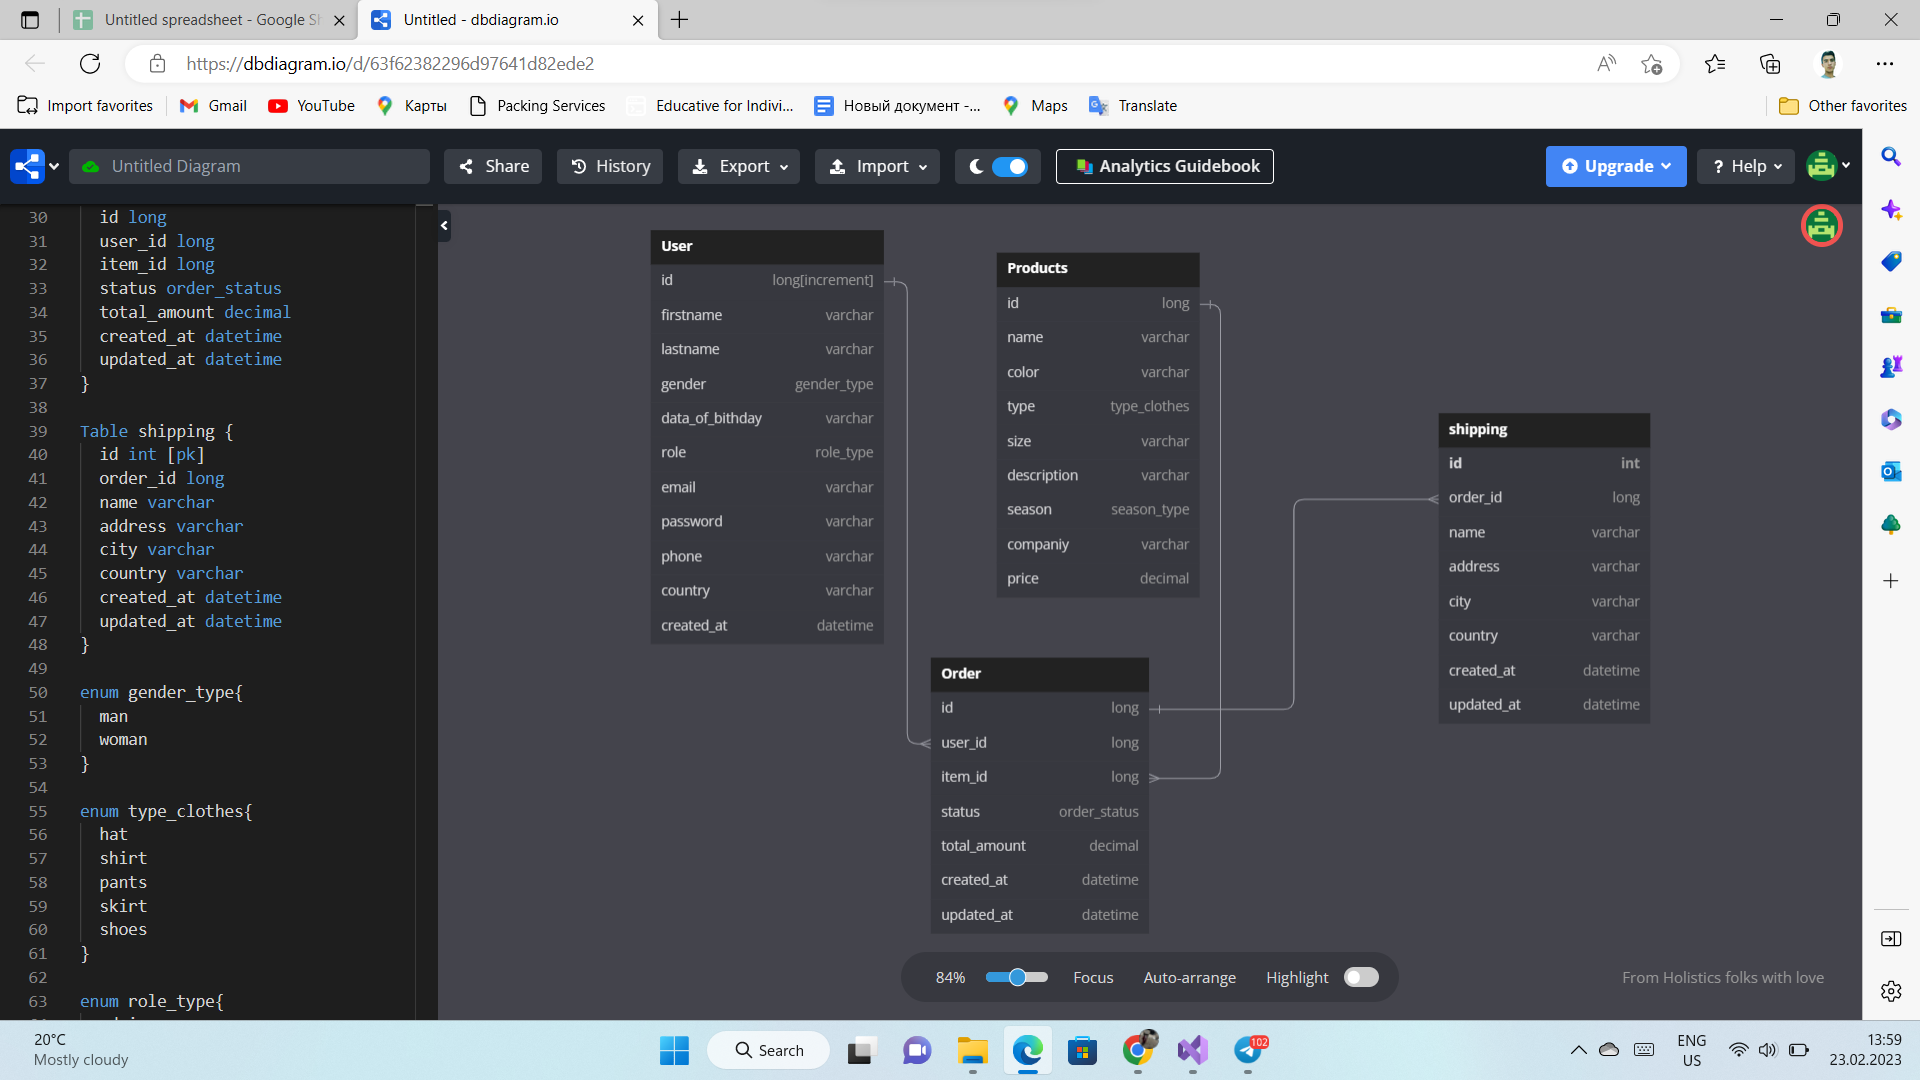 Untitled spreadsheet - Google Sh
Untitled - dbdiagram.io
https://dbdiagram.io/d/63f62382296d97641d82ede2
Import favorites
Gmail
YouTube
Карты
Packing Services
Educative for Indivi...
Новый документ -...
Maps
Translate
Other favorites
Untitled Diagram
Share
History
Export
Import
Analytics Guidebook
Upgrade
? Help
30 id long
31 user_id long
32 item_id long
33 status order_status
34 total_amount decimal
35 created_at datetime
36 updated_at datetime
37 }
38
39 Table shipping {
40 id int [pk]
41 order_id long
42 name varchar
43 address varchar
44 city varchar
45 country varchar
46 created_at datetime
47 updated_at datetime
48 }
49
50 enum gender_type{
51 man
52 woman
53 }
54
55 enum type_clothes{
56 hat
57 shirt
58 pants
59 skirt
60 shoes
61 }
62
63 enum role_type{
User
id long[increment]
firstname varchar
lastname varchar
gender gender_type
data_of_bithday varchar
role role_type
email varchar
password varchar
phone varchar
country varchar
created_at datetime
Products
id long
name varchar
color varchar
type type_clothes
size varchar
description varchar
season season_type
companiy varchar
price decimal
Order
id long
user_id long
item_id long
status order_status
total_amount decimal
created_at datetime
updated_at datetime
shipping
id int
order_id long
name varchar
address varchar
city varchar
country varchar
created_at datetime
updated_at datetime
84%
Focus
Auto-arrange
Highlight
From Holistics folks with love
20°C
Mostly cloudy
Search
102
ENG
US
13:59
23.02.2023